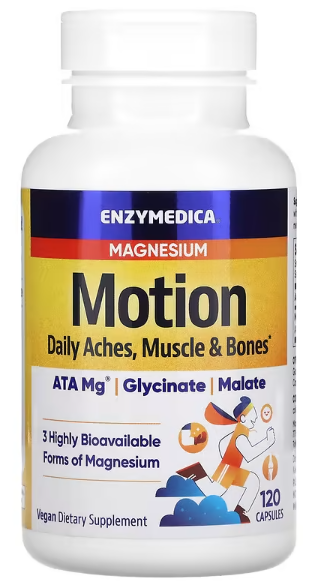 ENZYMEDICA
MAGNESIUM
Motion
Daily Aches, Muscle & Bones*
ATA Mg® | Glycinate | Malate
3 Highly Bioavailable
Forms of Magnesium
Vegan Dietary Supplement
120
CAPSULES